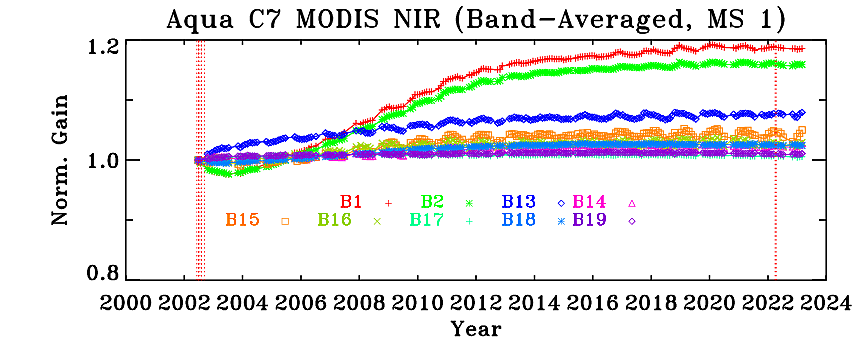 Aqua C7 MODIS NIR (Band-Averaged, MS 1)
1.2
1.0
0.8
Norm. Gain
B1 B2 B13 B14
B15 B16 B17 B18 B19
2000 2002 2004 2006 2008 2010 2012 2014 2016 2018 2020 2022 2024
Year